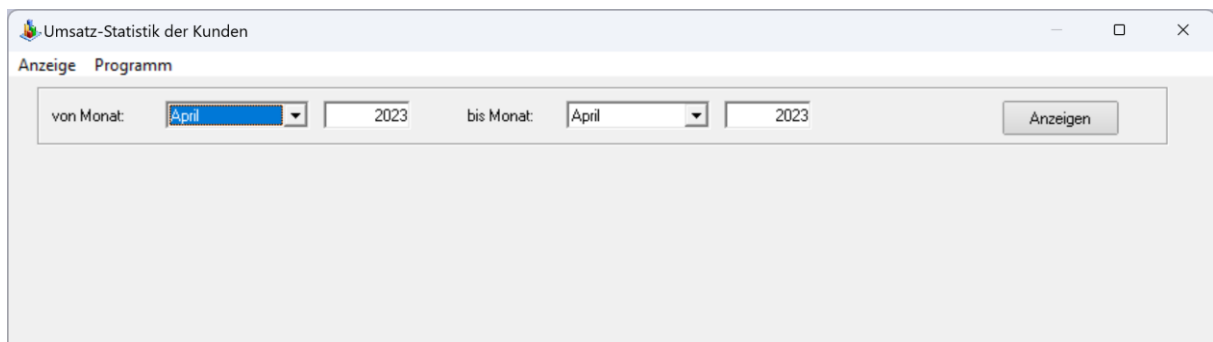 Umsatz-Statistik der Kunden
Anzeige Programm
von Monat: April 2023 bis Monat: April 2023 Anzeigen